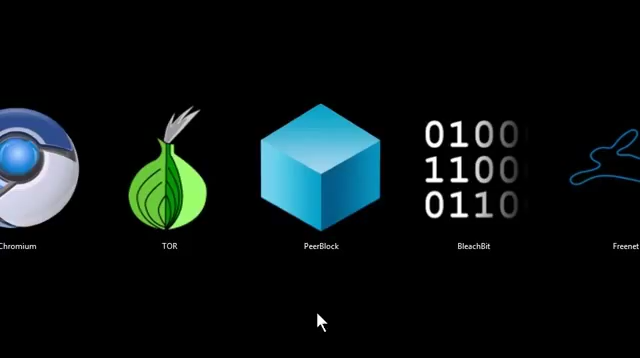 0100
1100
0110
Chromium
TOR
PeerBlock
BleachBit
Freenet